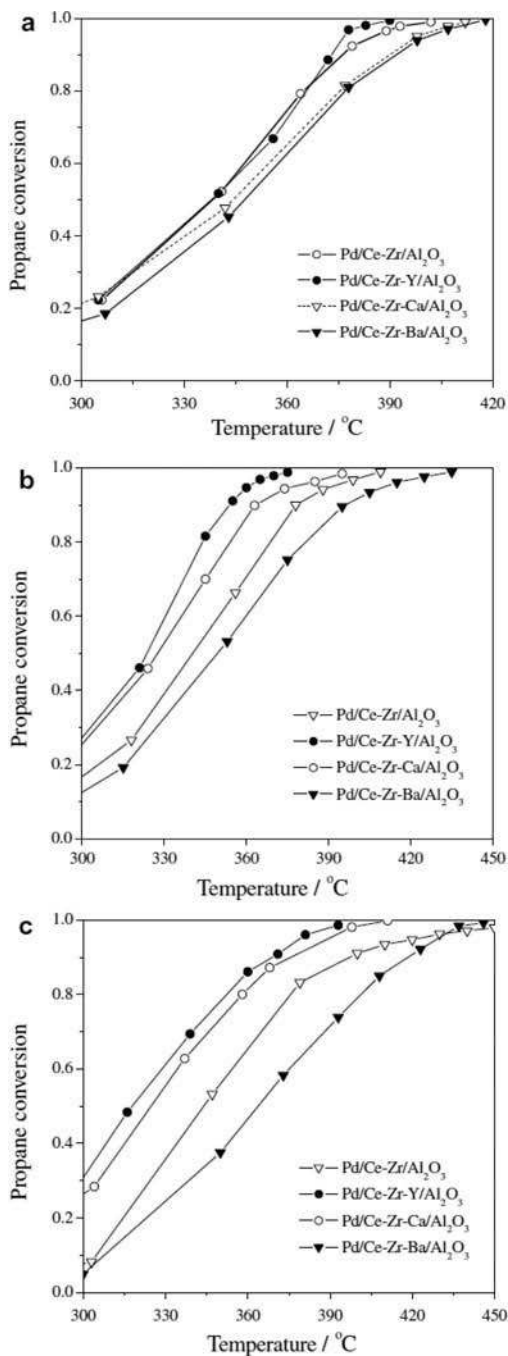 a
1.0
0.8
0.6
0.4
0.2
0.0
Propane conversion
Pd/Ce-Zr/Al₂O₃
Pd/Ce-Zr-Y/Al₂O₃
Pd/Ce-Zr-Ca/Al₂O₃
Pd/Ce-Zr-Ba/Al₂O₃
300 330 360 390 420
Temperature / °C
b
1.0
0.8
0.6
0.4
0.2
0.0
Propane conversion
Pd/Ce-Zr/Al₂O₃
Pd/Ce-Zr-Y/Al₂O₃
Pd/Ce-Zr-Ca/Al₂O₃
Pd/Ce-Zr-Ba/Al₂O₃
300 330 360 390 420 450
Temperature / °C
c
1.0
0.8
0.6
0.4
0.2
0.0
Propane conversion
Pd/Ce-Zr/Al₂O₃
Pd/Ce-Zr-Y/Al₂O₃
Pd/Ce-Zr-Ca/Al₂O₃
Pd/Ce-Zr-Ba/Al₂O₃
300 330 360 390 420 450
Temperature / °C